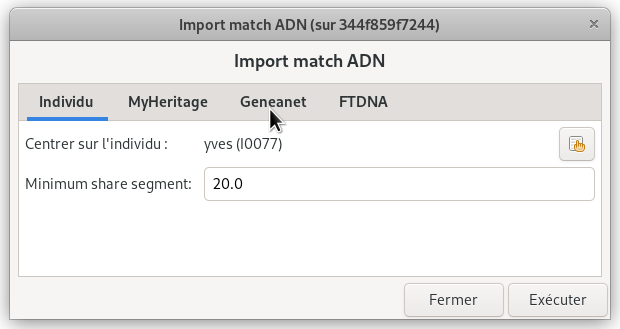 Import match ADN (sur 344f859f7244)
Import match ADN
Individu MyHeritage Geneanet FTDNA
Centrer sur l'individu : yves (I0077)
Minimum share segment: 20.0
Fermer Exécuter